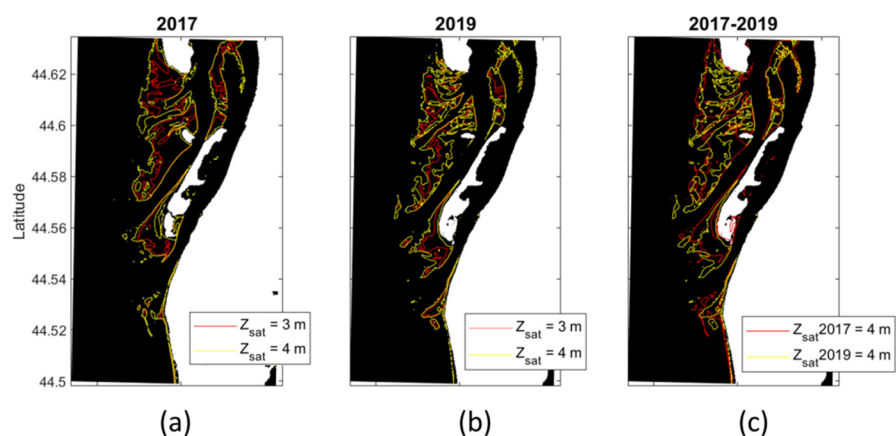 2017
2019
2017-2019
Latitude
44.62
44.6
44.58
44.56
44.54
44.52
44.5
Zsat = 3 m
Zsat = 4 m
Zsat = 3 m
Zsat = 4 m
Zsat2017 = 4 m
Zsat2019 = 4 m
(a)
(b)
(c)